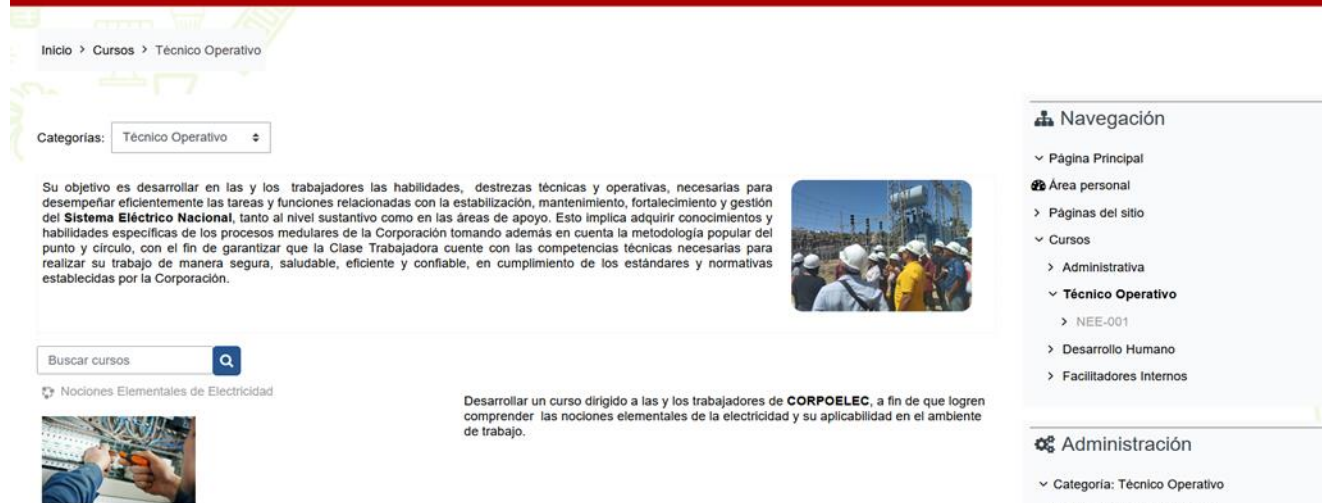 Inicio > Cursos > Técnico Operativo
Categorías: Técnico Operativo
Su objetivo es desarrollar en las y los trabajadores las habilidades, destrezas técnicas y operativas, necesarias para
desempeñar eficientemente las tareas y funciones relacionadas con la estabilización, mantenimiento, fortalecimiento y gestión
del Sistema Eléctrico Nacional, tanto al nivel sustantivo como en las áreas de apoyo. Esto implica adquirir conocimientos y
habilidades específicas de los procesos medulares de la Corporación tomando además en cuenta la metodología popular del
punto y círculo, con el fin de garantizar que la Clase Trabajadora cuente con las competencias técnicas necesarias para
realizar su trabajo de manera segura, saludable, eficiente y confiable, en cumplimiento de los estándares y normativas
establecidas por la Corporación.
Buscar cursos
Nociones Elementales de Electricidad
Desarrollar un curso dirigido a las y los trabajadores de CORPOELEC, a fin de que logren
comprender las nociones elementales de la electricidad y su aplicabilidad en el ambiente
de trabajo.
Navegación
Página Principal
Área personal
Páginas del sitio
Cursos
Administrativa
Técnico Operativo
NEE-001
Desarrollo Humano
Facilitadores Internos
Administración
Categoría: Técnico Operativo